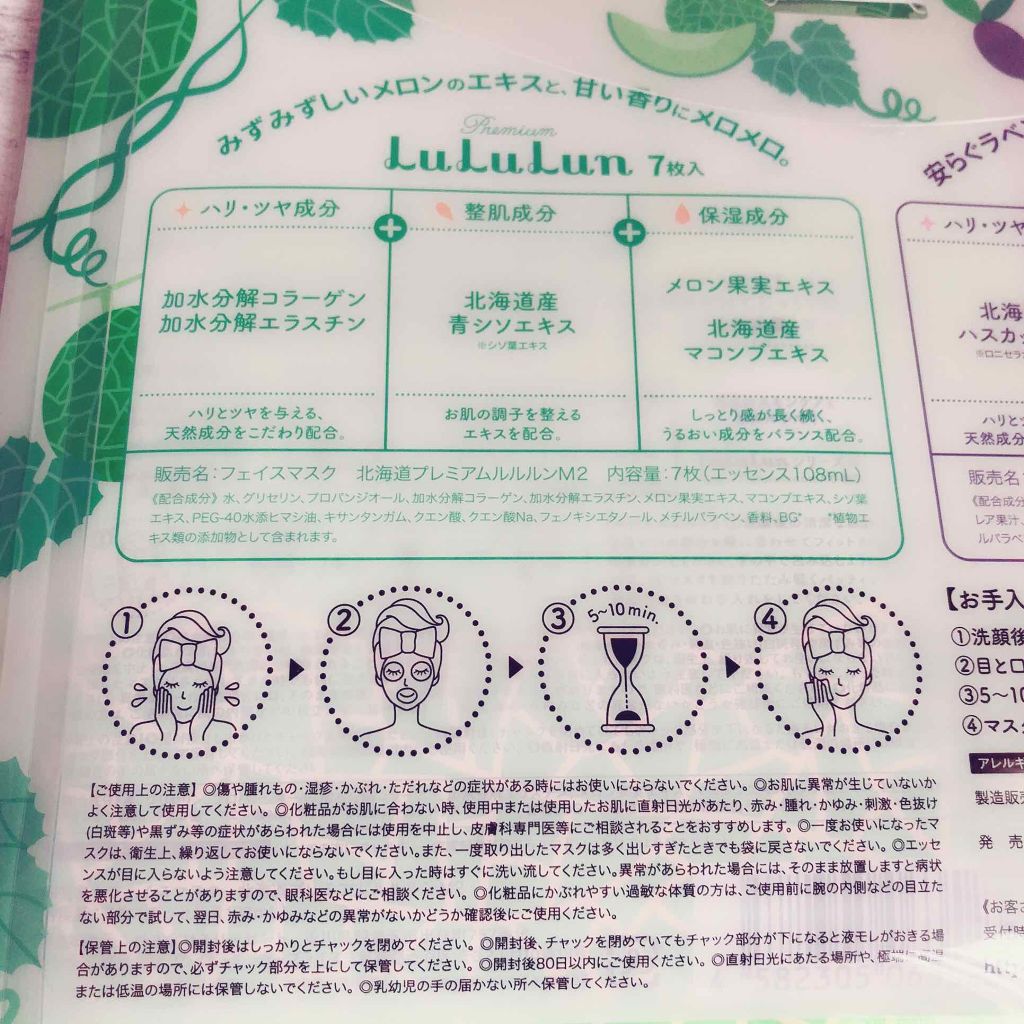 みずみずしいメロンのエキスと、甘い香りにメロメロ。
Premium
LuLuLun 7枚入
ハリ・ツヤ成分
加水分解コラーゲン
加水分解エラスチン
ハリとツヤを与える、
天然成分をこだわり配合。
整肌成分
北海道産
青シソエキス
※シソ葉エキス
お肌の調子を整える
エキスを配合。
保湿成分
メロン果実エキス
北海道産
マコンブエキス
しっとり感が長く続く、
うるおい成分をバランス配合。
販売名：フェイスマスク 北海道プレミアムルルルンM2 内容量：7枚（エッセンス108mL）
《配合成分》水、グリセリン、プロパンジオール、加水分解コラーゲン、加水分解エラスチン、メロン果実エキス、マコンブエキス、シソ葉
エキス、PEG-40水添ヒマシ油、キサンタンガム、クエン酸、クエン酸Na、フェノキシエタノール、メチルパラベン、香料、BG* *植物エ
キス類の添加物として含まれます。
①
②
③ 5~10 min.
④
【ご使用上の注意】◎傷や腫れもの・湿疹・かぶれ・ただれなどの症状がある時にはお使いにならないでください。◎お肌に異常が生じていないか
よく注意して使用してください。◎化粧品がお肌に合わない時、使用中または使用したお肌に直射日光があたり、赤み・腫れ・かゆみ・刺激・色抜け
(白斑等)や黒ずみ等の症状があらわれた場合には使用を中止し、皮膚科専門医等にご相談されることをおすすめします。◎一度お使いになったマ
スクは、衛生上、繰り返してお使いにならないでください。また、一度取り出したマスクは多く出しすぎたときでも袋に戻さないでください。◎エッセ
ンスが目に入らないよう注意してください。もし目に入った時はすぐに洗い流してください。異常があらわれた場合には、そのまま放置しますと病状
を悪化させることがありますので、眼科医などにご相談ください。◎化粧品にかぶれやすい過敏な体質の方は、ご使用前に腕の内側などの目立た
ない部分で試して、翌日、赤み・かゆみなどの異常がないかどうか確認後にご使用ください。
【保管上の注意】◎開封後はしっかりとチャックを閉めてください。◎開封後、チャックを閉めていてもチャック部分が下になると液モレがおきる場
合がありますので、必ずチャック部分を上にして保管してください。◎開封後80日以内にご使用ください。◎直射日光にあたる場所や、極端に高温
または低温の場所には保管しないでください。◎乳幼児の手の届かない所へ保管してください。
安らぐラベ
ハリ・ツヤ
北海
ハスカッ
※ロニセラ
ハリと
天然成分
販売名
《配合成分
レア果汁、
ルパラベ
【お手入
①洗顔後
②目と口
③5〜10
④マス
アレルギ
製造販売
発 売
《お客さ
受付時